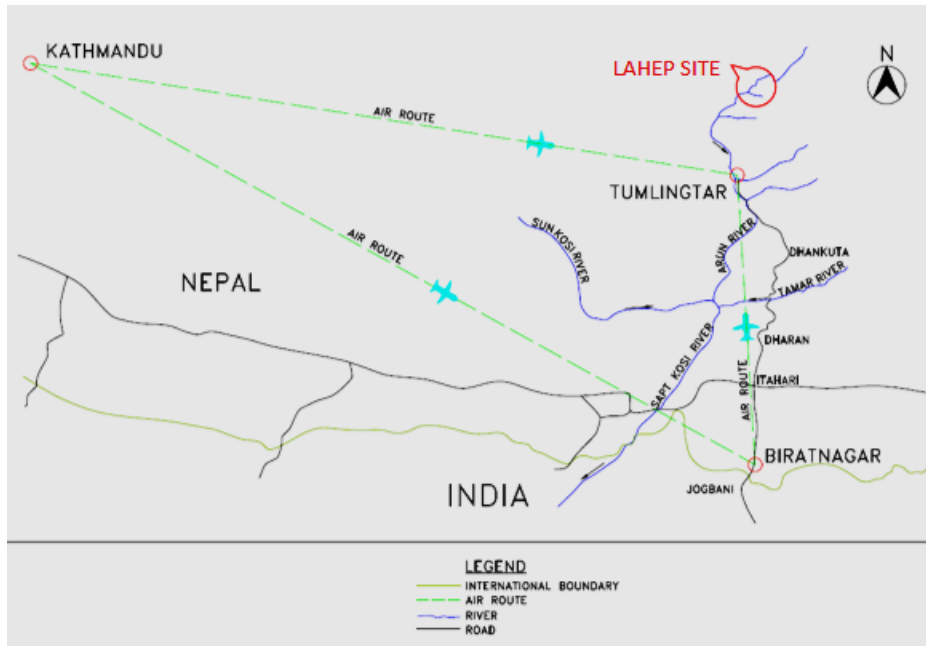 KATHMANDU
LAHEP SITE
N
AIR ROUTE
TUMLINGTAR
AIR ROUTE
SUN KOSI RIVER
ARUN RIVER
DHANKUTA
NEPAL
TAMAR RIVER
DHARAN
SAPT KOSI RIVER
AIR ROUTE
ITAHARI
BIRATNAGAR
JOGBANI
INDIA
LEGEND
INTERNATIONAL BOUNDARY
AIR ROUTE
RIVER
ROAD